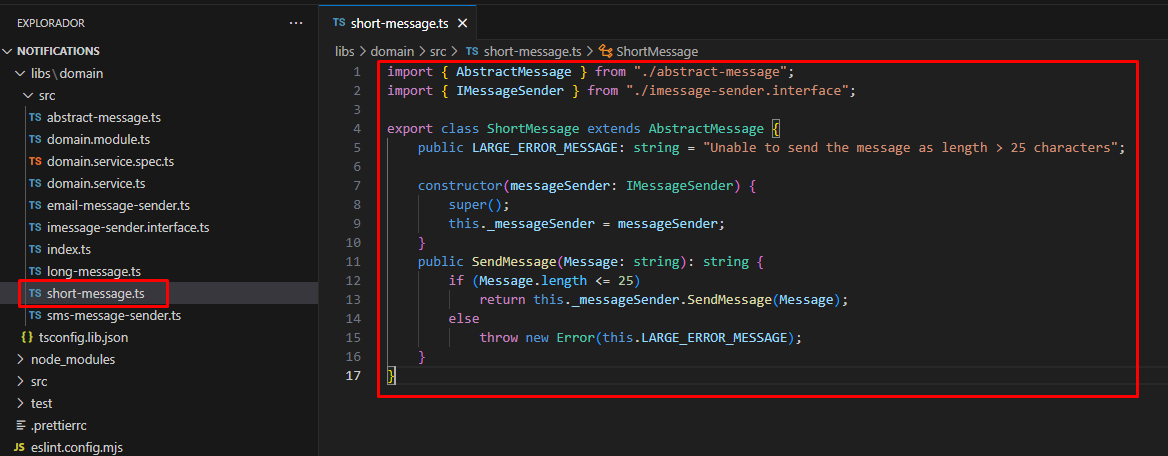 EXPLORADOR ···
NOTIFICATIONS
libs\domain
src
TS abstract-message.ts
TS domain.module.ts
TS domain.service.spec.ts
TS domain.service.ts
TS email-message-sender.ts
TS imessage-sender.interface.ts
TS index.ts
TS long-message.ts
TS short-message.ts
TS sms-message-sender.ts
{} tsconfig.lib.json
node_modules
src
test
.prettierrc
JS eslint.config.mjs
TS short-message.ts ×
libs > domain > src > TS short-message.ts > ShortMessage
1 import { AbstractMessage } from "./abstract-message";
2 import { IMessageSender } from "./imessage-sender.interface";
3
4 export class ShortMessage extends AbstractMessage {
5     public LARGE_ERROR_MESSAGE: string = "Unable to send the message as length > 25 characters";
6
7     constructor(messageSender: IMessageSender) {
8         super();
9         this._messageSender = messageSender;
10     }
11     public SendMessage(Message: string): string {
12         if (Message.length <= 25)
13             return this._messageSender.SendMessage(Message);
14         else
15             throw new Error(this.LARGE_ERROR_MESSAGE);
16     }
17 }